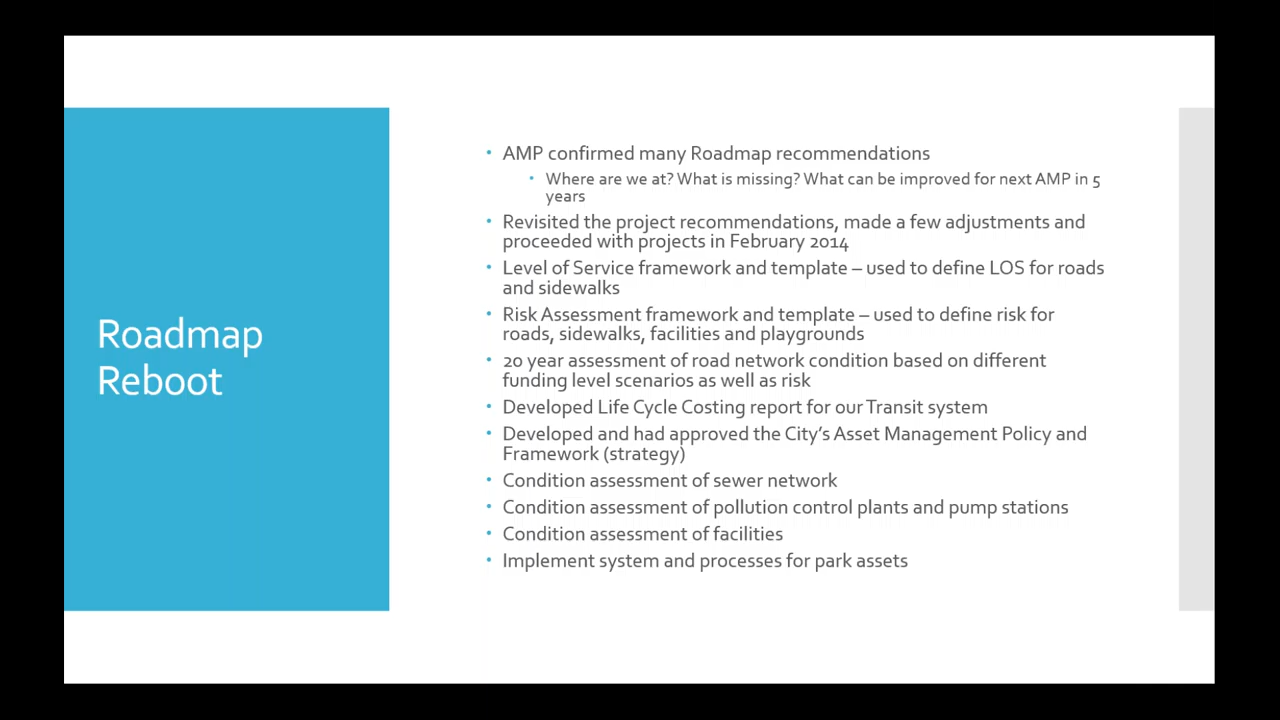 Roadmap
Reboot
• AMP confirmed many Roadmap recommendations
• Where are we at? What is missing? What can be improved for next AMP in 5
years
• Revisited the project recommendations, made a few adjustments and
proceeded with projects in February 2014
• Level of Service framework and template – used to define LOS for roads
and sidewalks
• Risk Assessment framework and template – used to define risk for
roads, sidewalks, facilities and playgrounds
• 20 year assessment of road network condition based on different
funding level scenarios as well as risk
• Developed Life Cycle Costing report for our Transit system
• Developed and had approved the City's Asset Management Policy and
Framework (strategy)
• Condition assessment of sewer network
• Condition assessment of pollution control plants and pump stations
• Condition assessment of facilities
• Implement system and processes for park assets